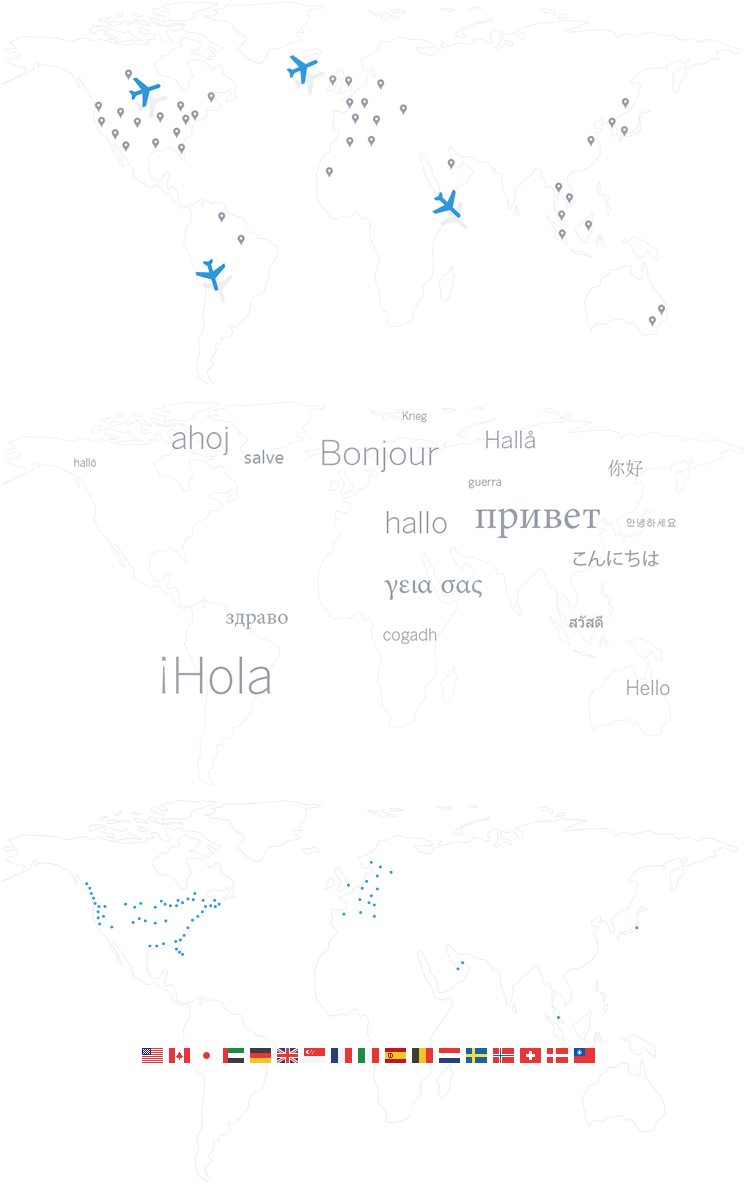 Krieg
ahoj
Hallå
salve
Bonjour
halló
你好
guerra
hallo
привет
안녕하세요
こんにちは
γεια σας
здраво
สวัสดี
cogadh
¡Hola
Hello